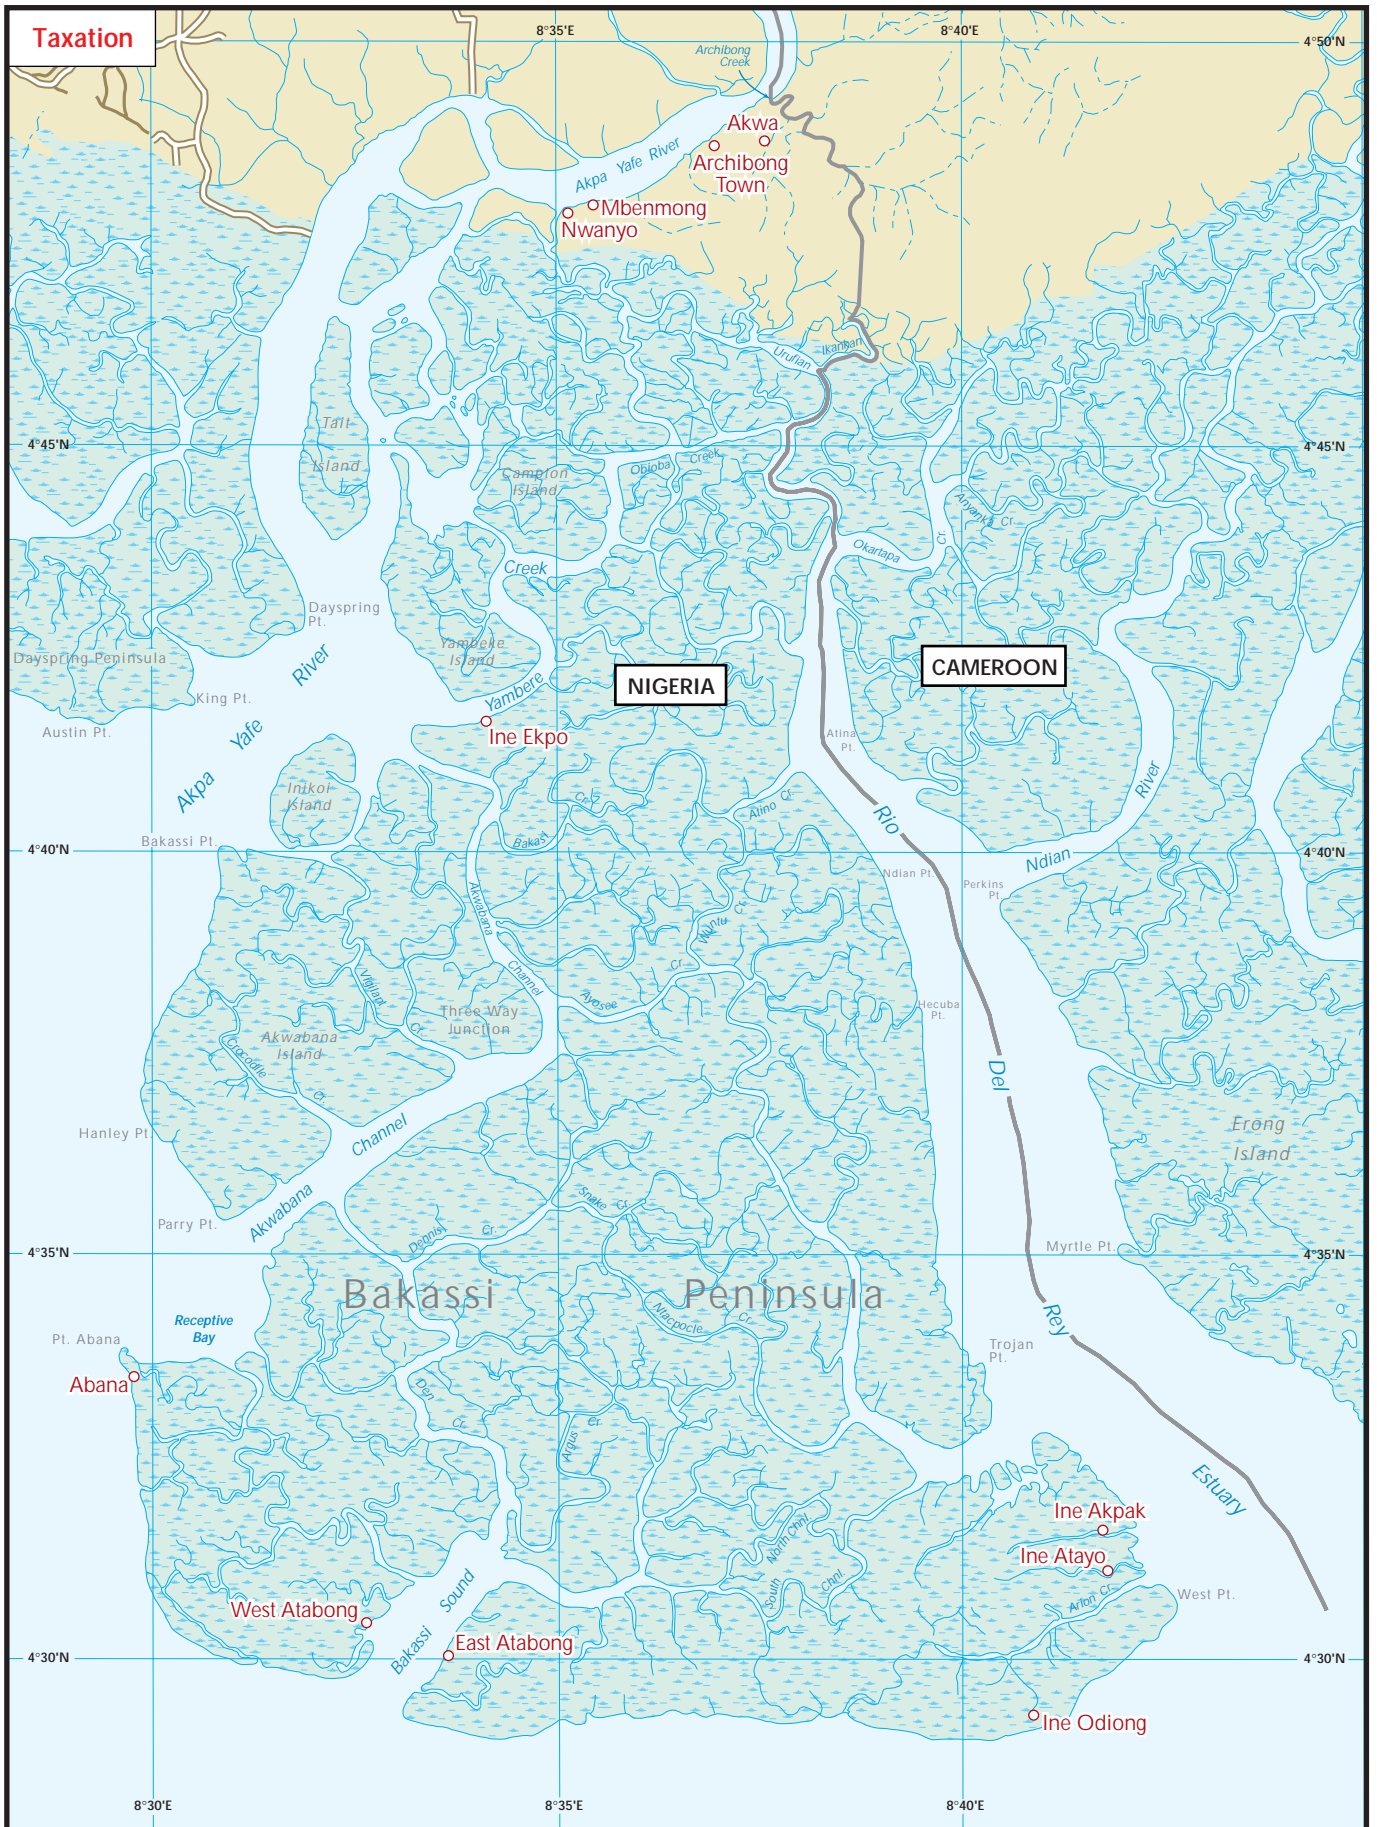 Taxation
8°35'E
8°40'E
4°50'N
Archibong
Creek
Akwa
Akpa Yafe River
Archibong
Town
Mbenmong
Nwanyo
Urufian
Ikankan
4°45'N
4°45'N
Tait
Island
Campion
Island
Obioba Creek
Anyanka Cr.
Cr.
Okarlapa
Creek
Dayspring
Pt.
Yambeke
Island
Dayspring Peninsula
River
NIGERIA
CAMEROON
King Pt.
Yambere
Austin Pt.
Yafe
Ine Ekpo
Atina
Pt.
Akpa
Inikoi
Island
Cr.
Atino Cr.
River
Rio
Bakassi Pt.
Bakasi
4°40'N
4°40'N
Ndian
Ndian Pt.
Perkins
Pt.
Akwabana
Wuntu Cr.
Channel
Cr.
Vigilant
Cr.
Ayosee
Hecuba
Pt.
Three Way
Junction
Akwabana
Island
Crocodile
Cr.
Del
Hanley Pt.
Channel
Erong
Island
Akwabana
Parry Pt.
Snake Cr.
Dennis Cr.
Myrtle Pt.
4°35'N
4°35'N
Bakassi Peninsula
Receptive
Bay
Nracpocle
Cr.
Rey
Pt. Abana
Trojan
Pt.
Abana
Den
Cr.
Argus
Cr.
Estuary
Ine Akpak
North Chnl.
Ine Atayo
Sound
South
Chnl.
Arion Cr.
West Pt.
West Atabong
Bakassi
East Atabong
4°30'N
4°30'N
Ine Odiong
8°30'E
8°35'E
8°40'E